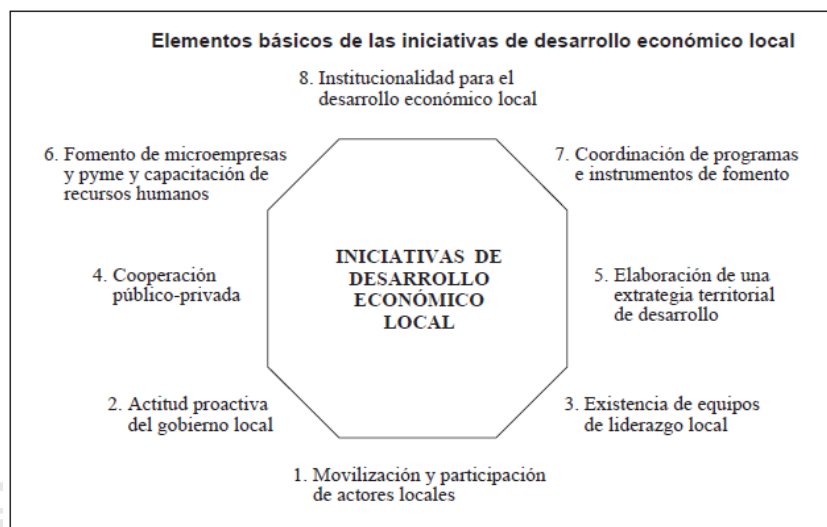 Elementos básicos de las iniciativas de desarrollo económico local
8. Institucionalidad para el
desarrollo económico local
6. Fomento de microempresas
y pyme y capacitación de
recursos humanos
7. Coordinación de programas
e instrumentos de fomento
INICIATIVAS DE
DESARROLLO
ECONÓMICO
LOCAL
4. Cooperación
público-privada
5. Elaboración de una
extrategia territorial
de desarrollo
2. Actitud proactiva
del gobierno local
3. Existencia de equipos
de liderazgo local
1. Movilización y participación
de actores locales